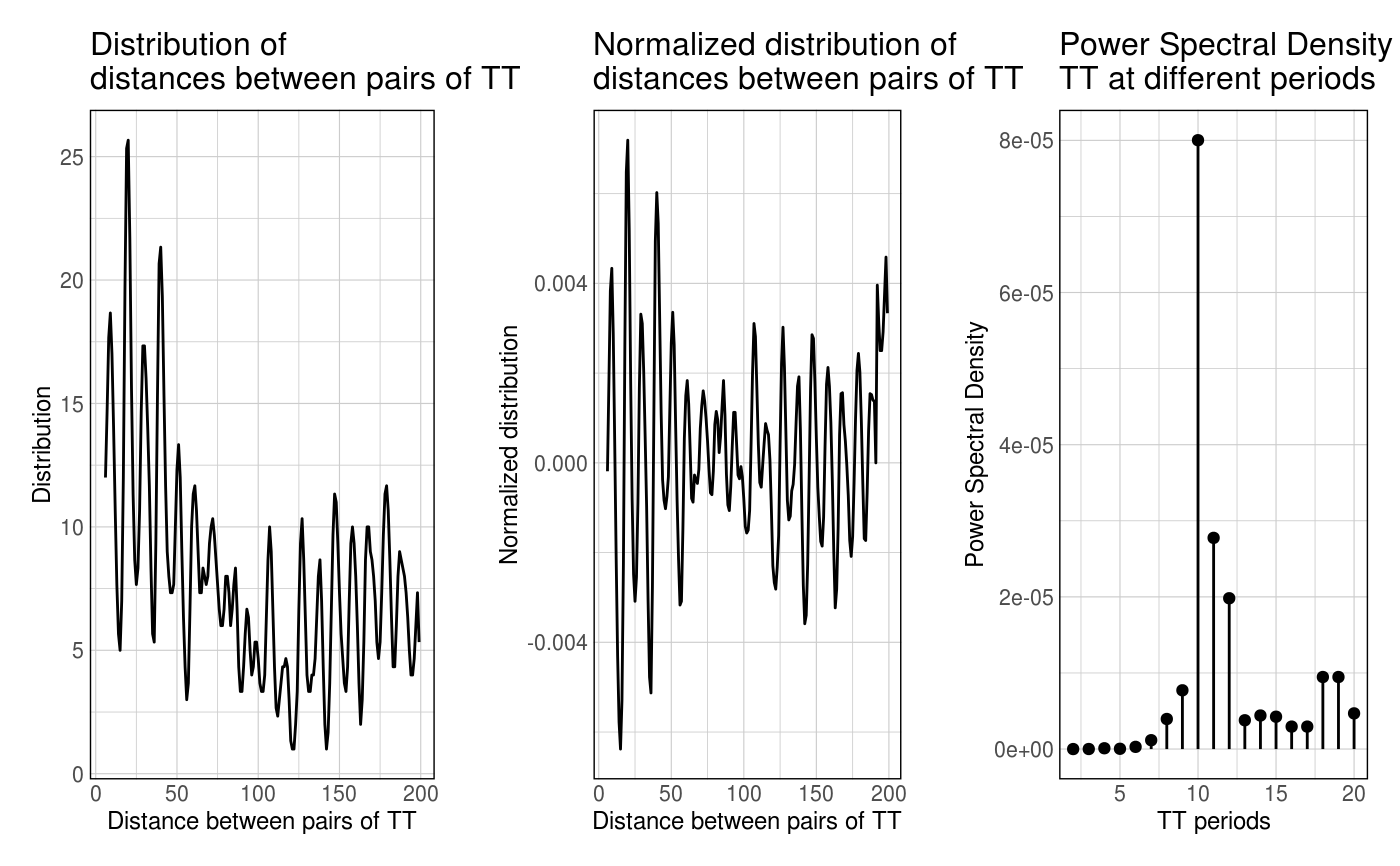 Distribution of
distances between pairs of TT
Normalized distribution of
distances between pairs of TT
Power Spectral Density
TT at different periods
Distribution
25
20
15
10
5
0
0 50 100 150 200
Distance between pairs of TT
Normalized distribution
0.004
0.000
-0.004
0 50 100 150 200
Distance between pairs of TT
Power Spectral Density
8e-05
6e-05
4e-05
2e-05
0e+00
5 10 15 20
TT periods